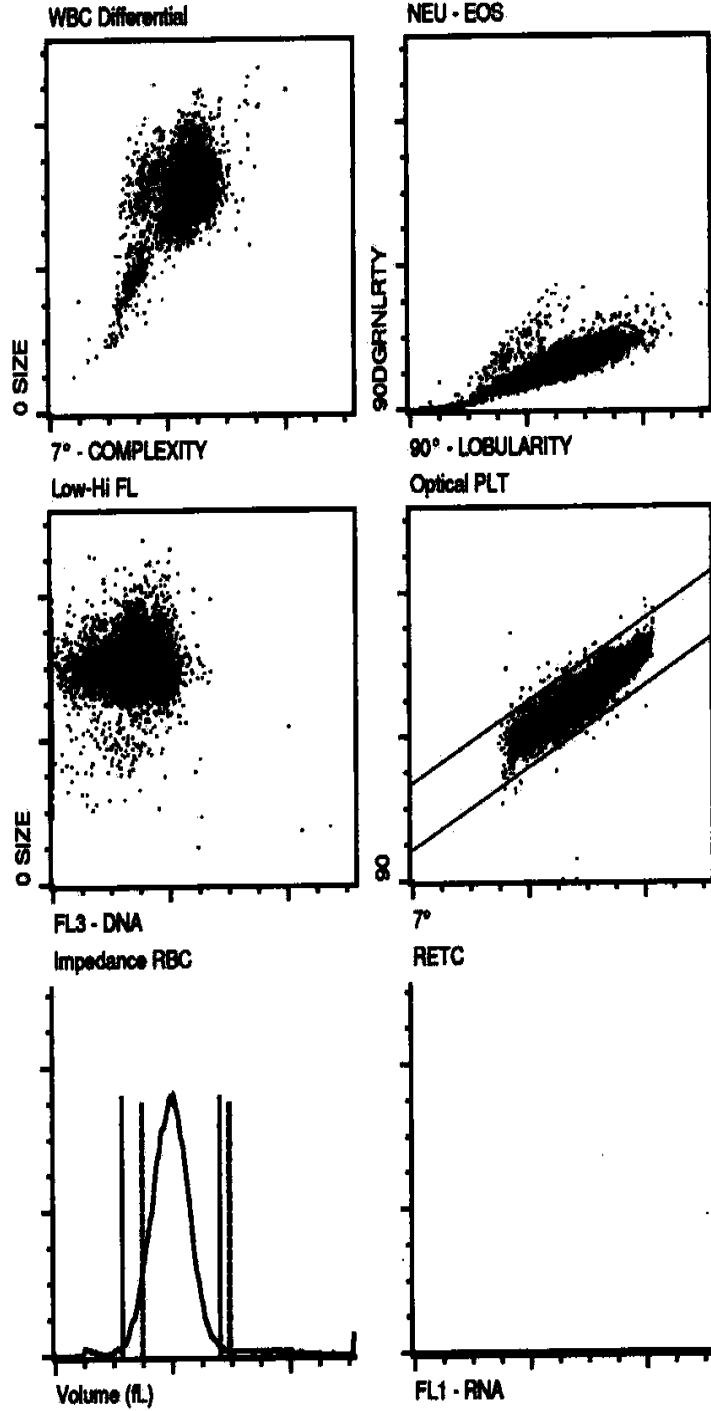 WBC Differential
NEU - EOS
0 SIZE
90DGRNLRTY
7° - COMPLEXITY
90° - LOBULARITY
Low-Hi FL
Optical PLT
0 SIZE
90
FL3 - DNA
7°
Impedance RBC
RETC
Volume (fL)
FL1 - RNA